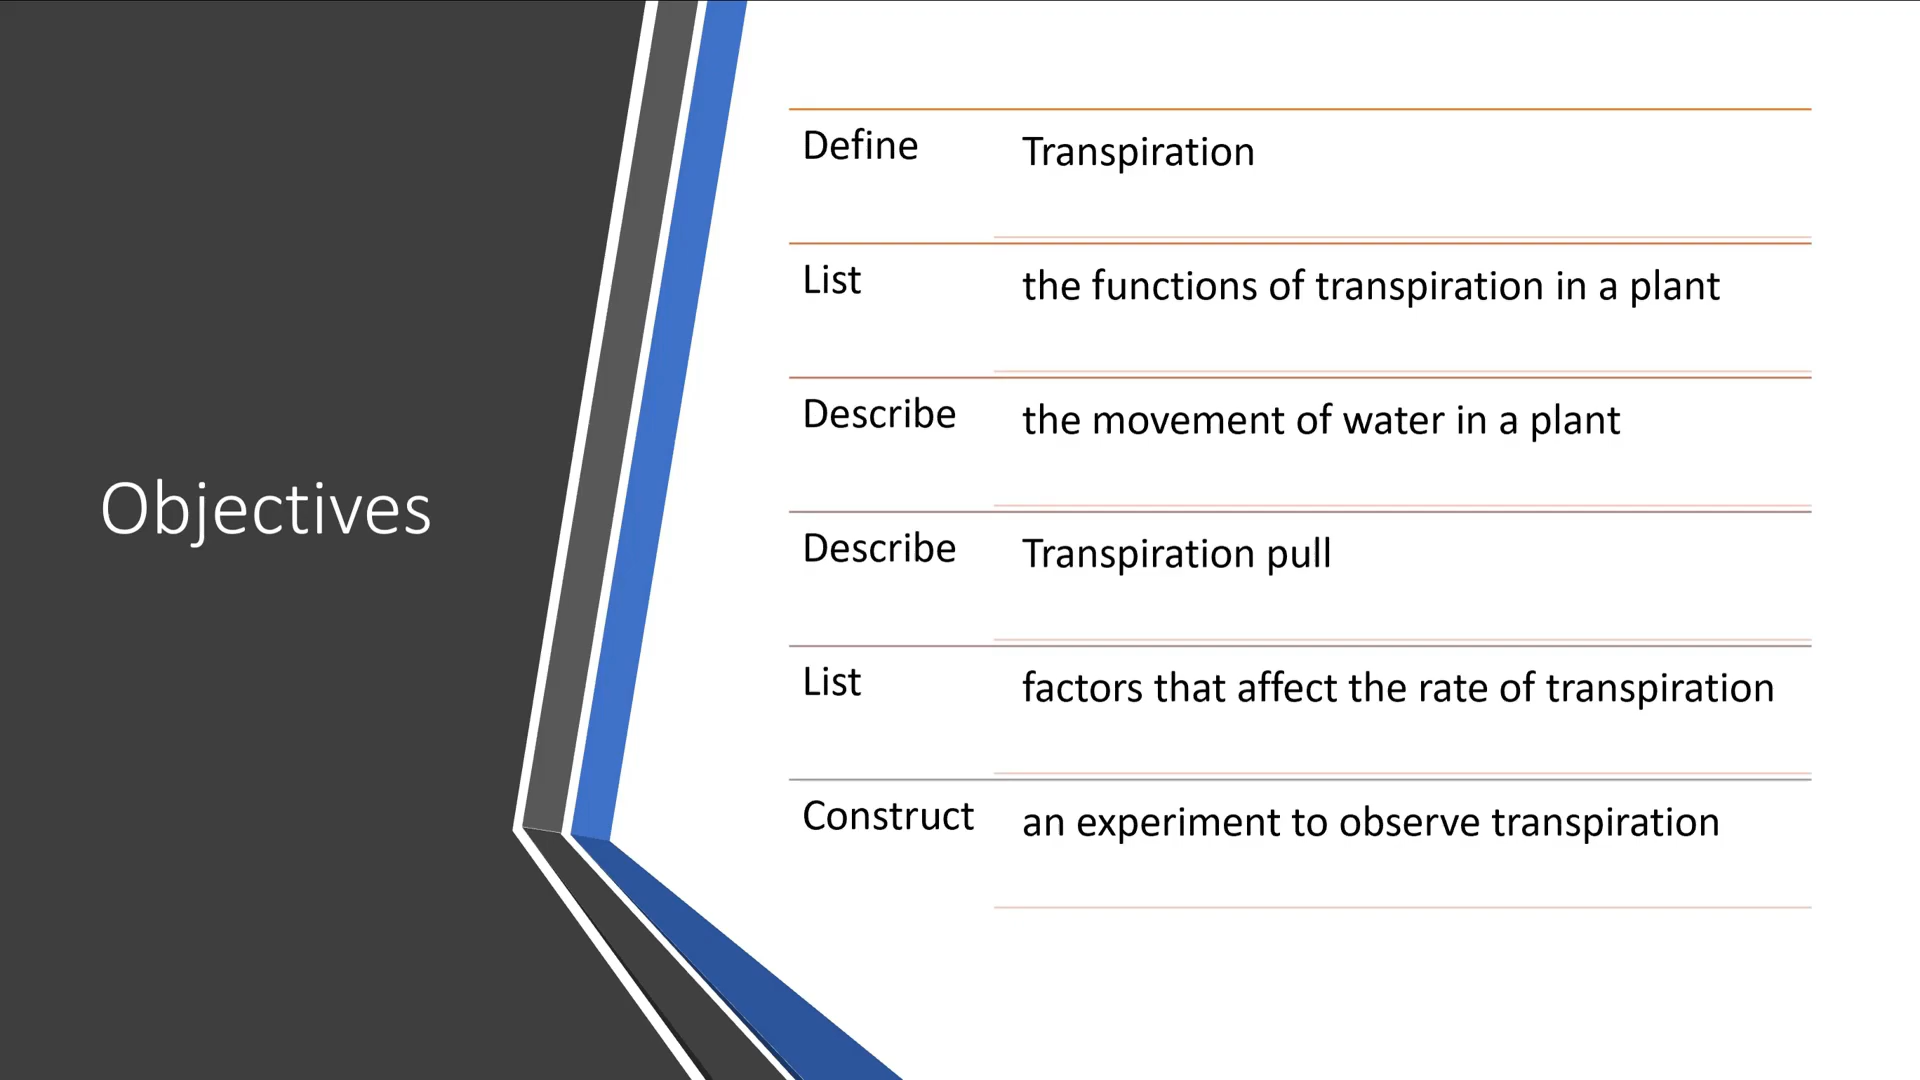 Objectives
Define
Transpiration
List
the functions of transpiration in a plant
Describe
the movement of water in a plant
Describe
Transpiration pull
List
factors that affect the rate of transpiration
Construct
an experiment to observe transpiration